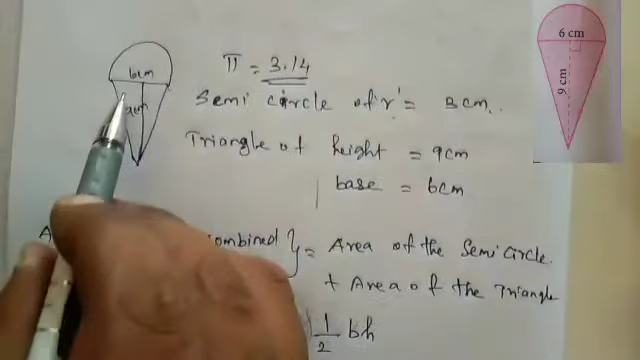 6cm
9cm
π = 3.14
Semi circle of 'r' = 3cm.
Triangle of height = 9cm
base = 6cm
combined } = Area of the Semi Circle.
+ Area of the Triangle
1/2 bh
6 cm
9 cm